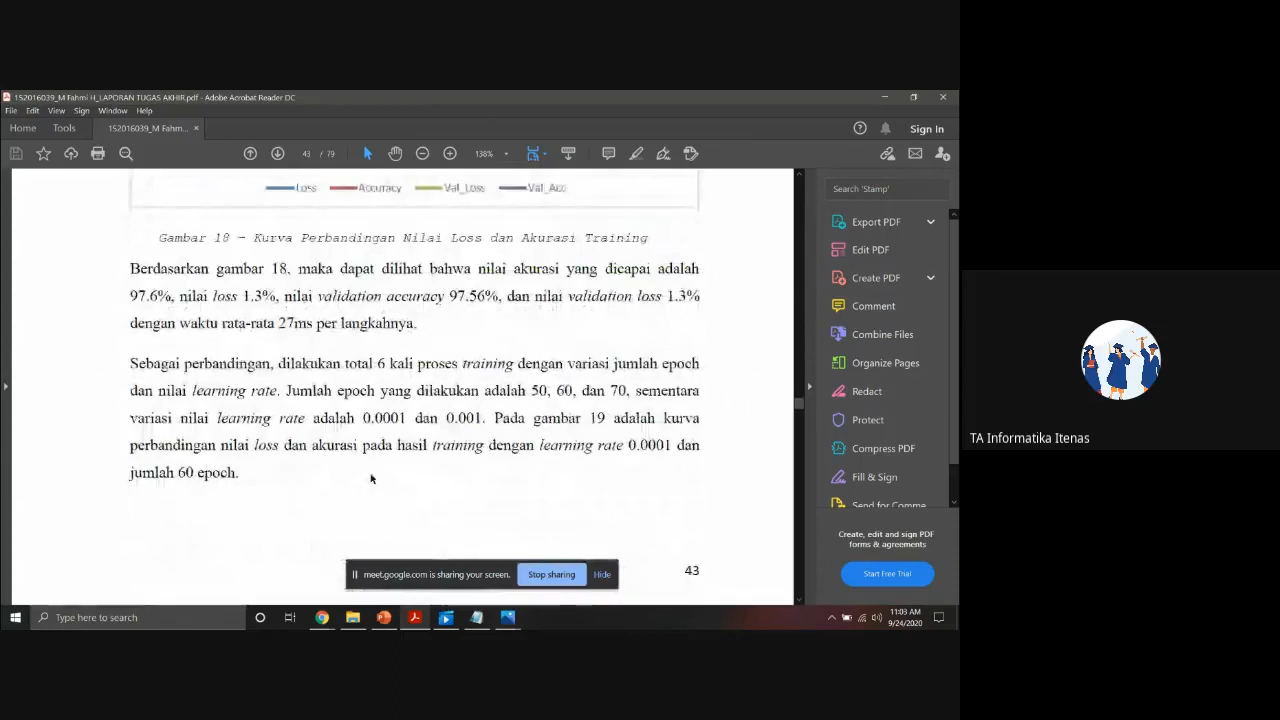 152016039_M Fahmi H_LAPORAN TUGAS AKHIR.pdf - Adobe Acrobat Reader DC
File Edit View Sign Window Help
Home Tools 152016039_M Fahm... × Sign In
43 / 79 138%
Search 'Stamp'
Loss Accuracy Val_Loss Val_Acc
Gambar 18 – Kurva Perbandingan Nilai Loss dan Akurasi Training
Berdasarkan gambar 18, maka dapat dilihat bahwa nilai akurasi yang dicapai adalah
97.6%, nilai loss 1.3%, nilai validation accuracy 97.56%, dan nilai validation loss 1.3%
dengan waktu rata-rata 27ms per langkahnya.
Sebagai perbandingan, dilakukan total 6 kali proses training dengan variasi jumlah epoch
dan nilai learning rate. Jumlah epoch yang dilakukan adalah 50, 60, dan 70, sementara
variasi nilai learning rate adalah 0.0001 dan 0.001. Pada gambar 19 adalah kurva
perbandingan nilai loss dan akurasi pada hasil training dengan learning rate 0.0001 dan
jumlah 60 epoch.
43
Export PDF
Edit PDF
Create PDF
Comment
Combine Files
Organize Pages
Redact
Protect
Compress PDF
Fill & Sign
Send for Comme
Create, edit and sign PDF
forms & agreements
Start Free Trial
meet.google.com is sharing your screen. Stop sharing Hide
Type here to search
11:03 AM
9/24/2020
TA Informatika Itenas